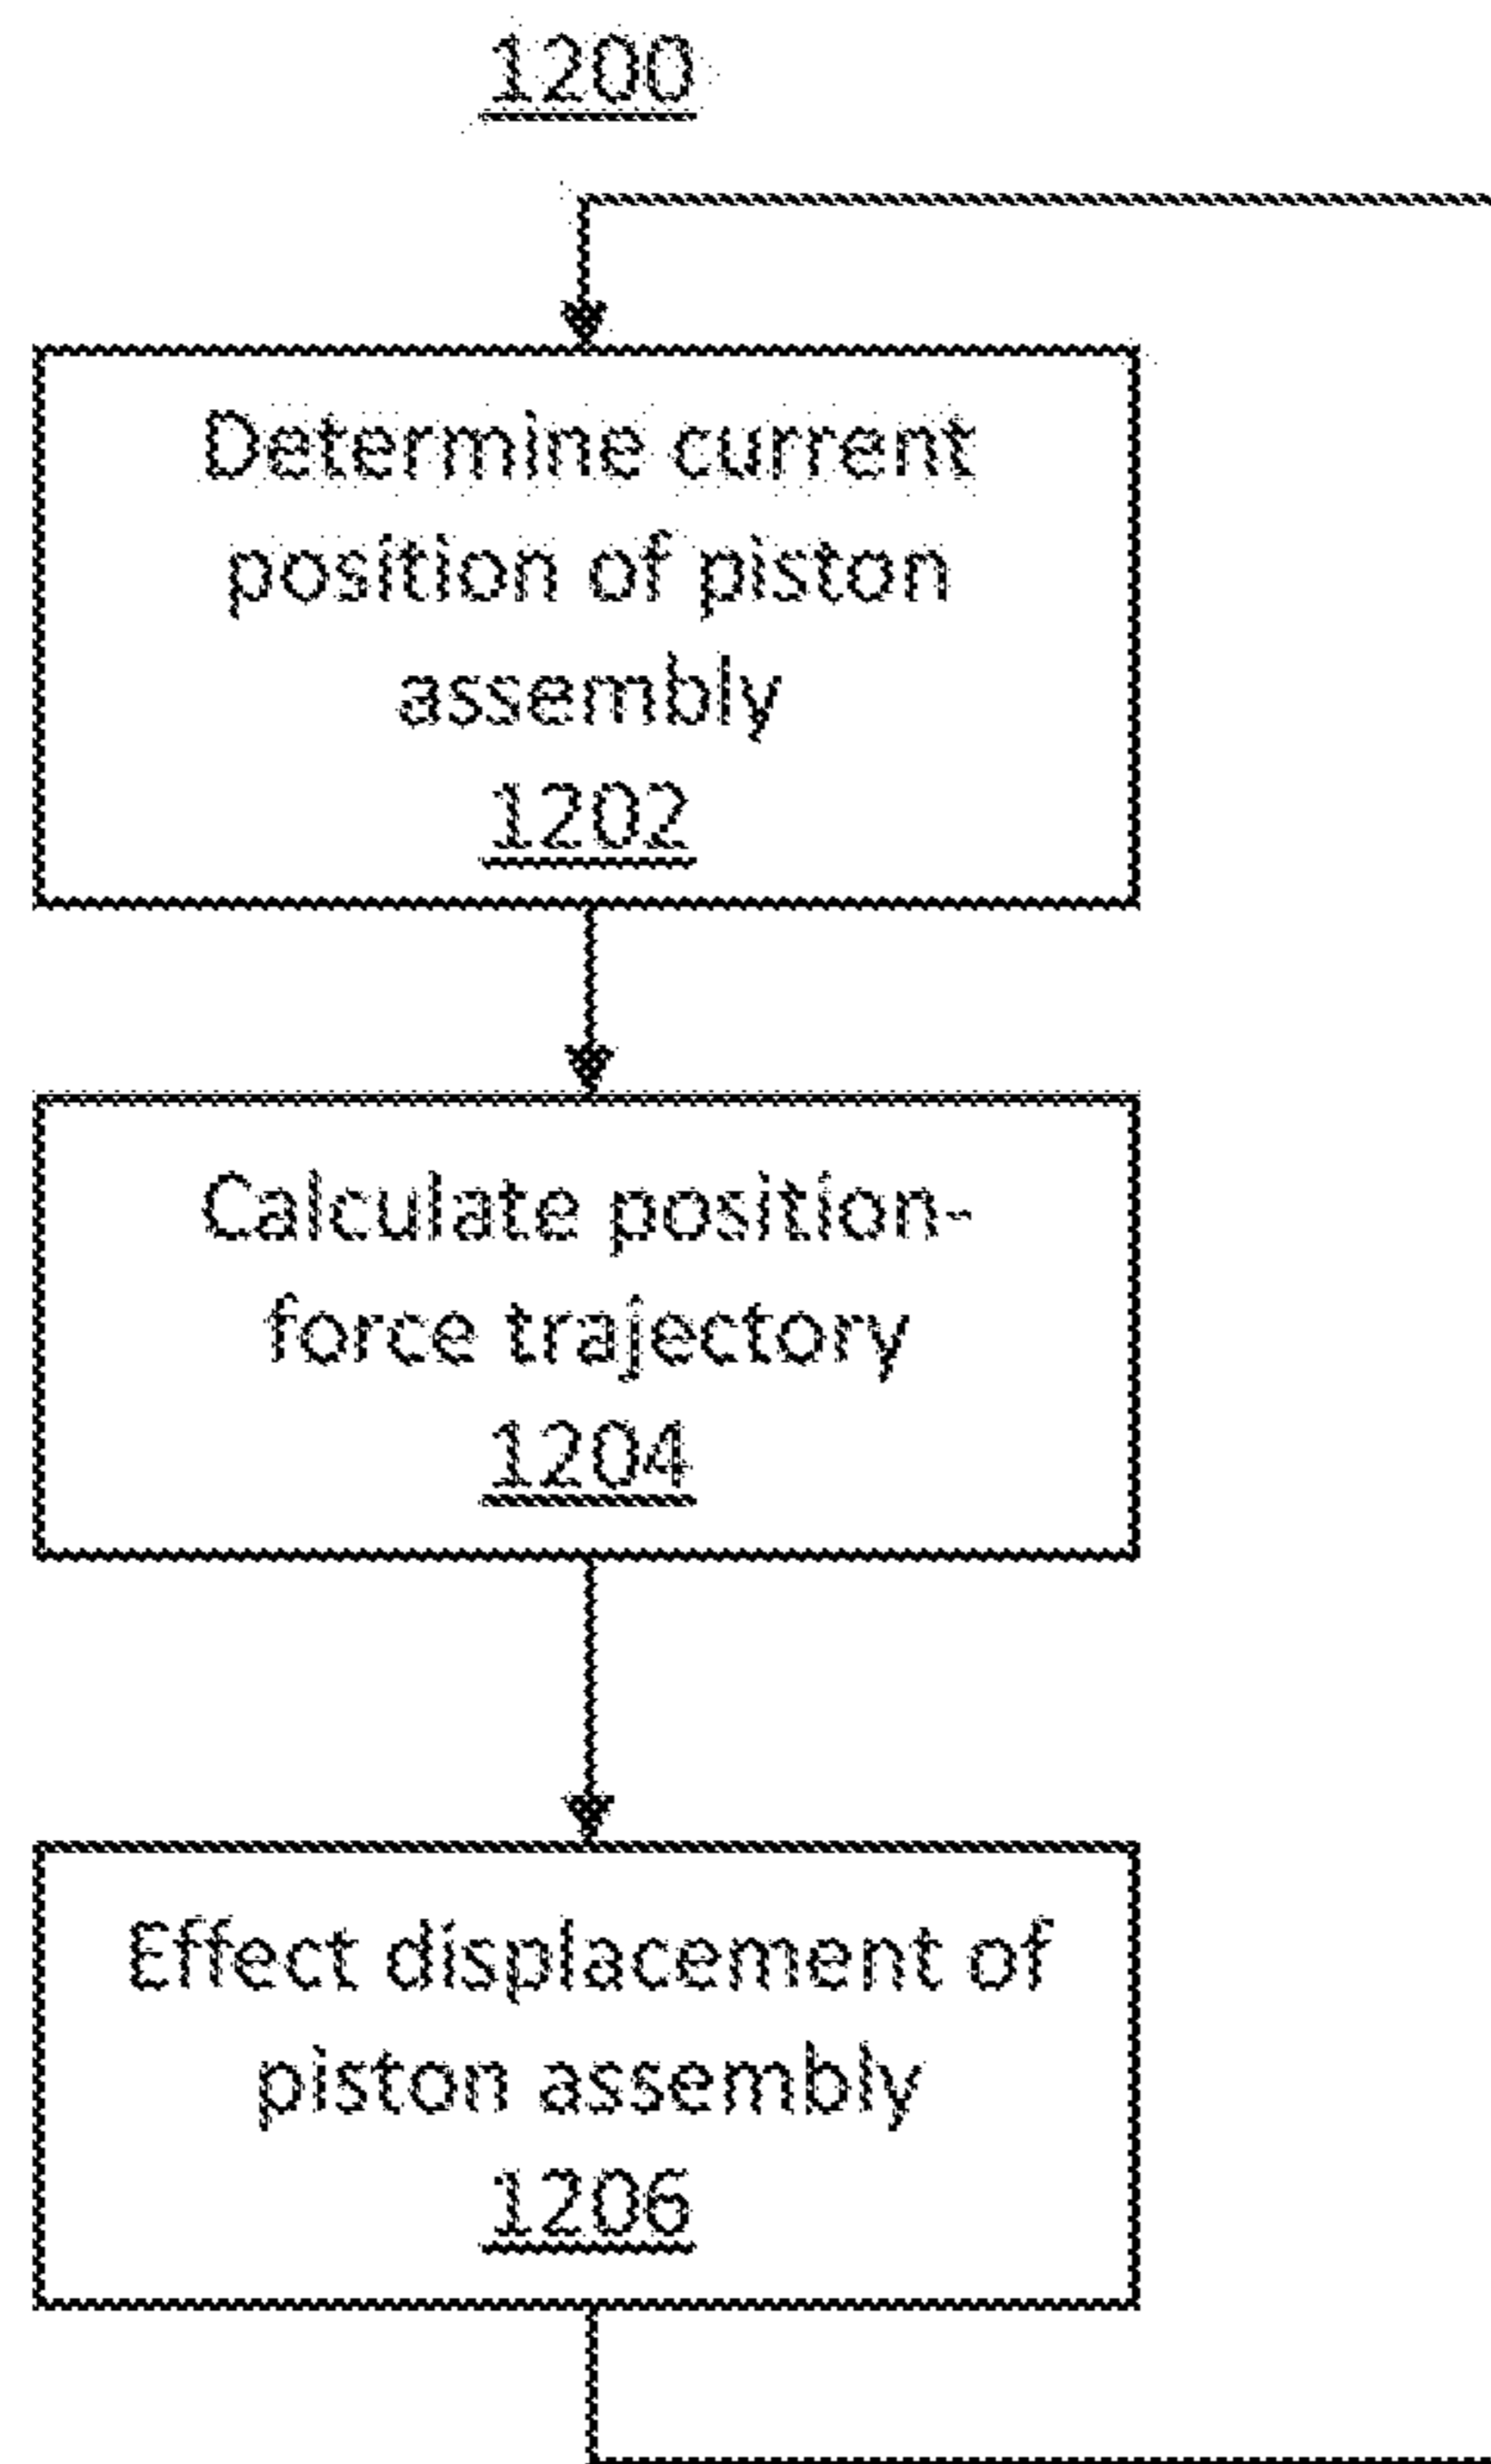 1200
Determine current
position of piston
assembly
1202
Calculate position-
force trajectory
1204
Effect displacement of
piston assembly
1206